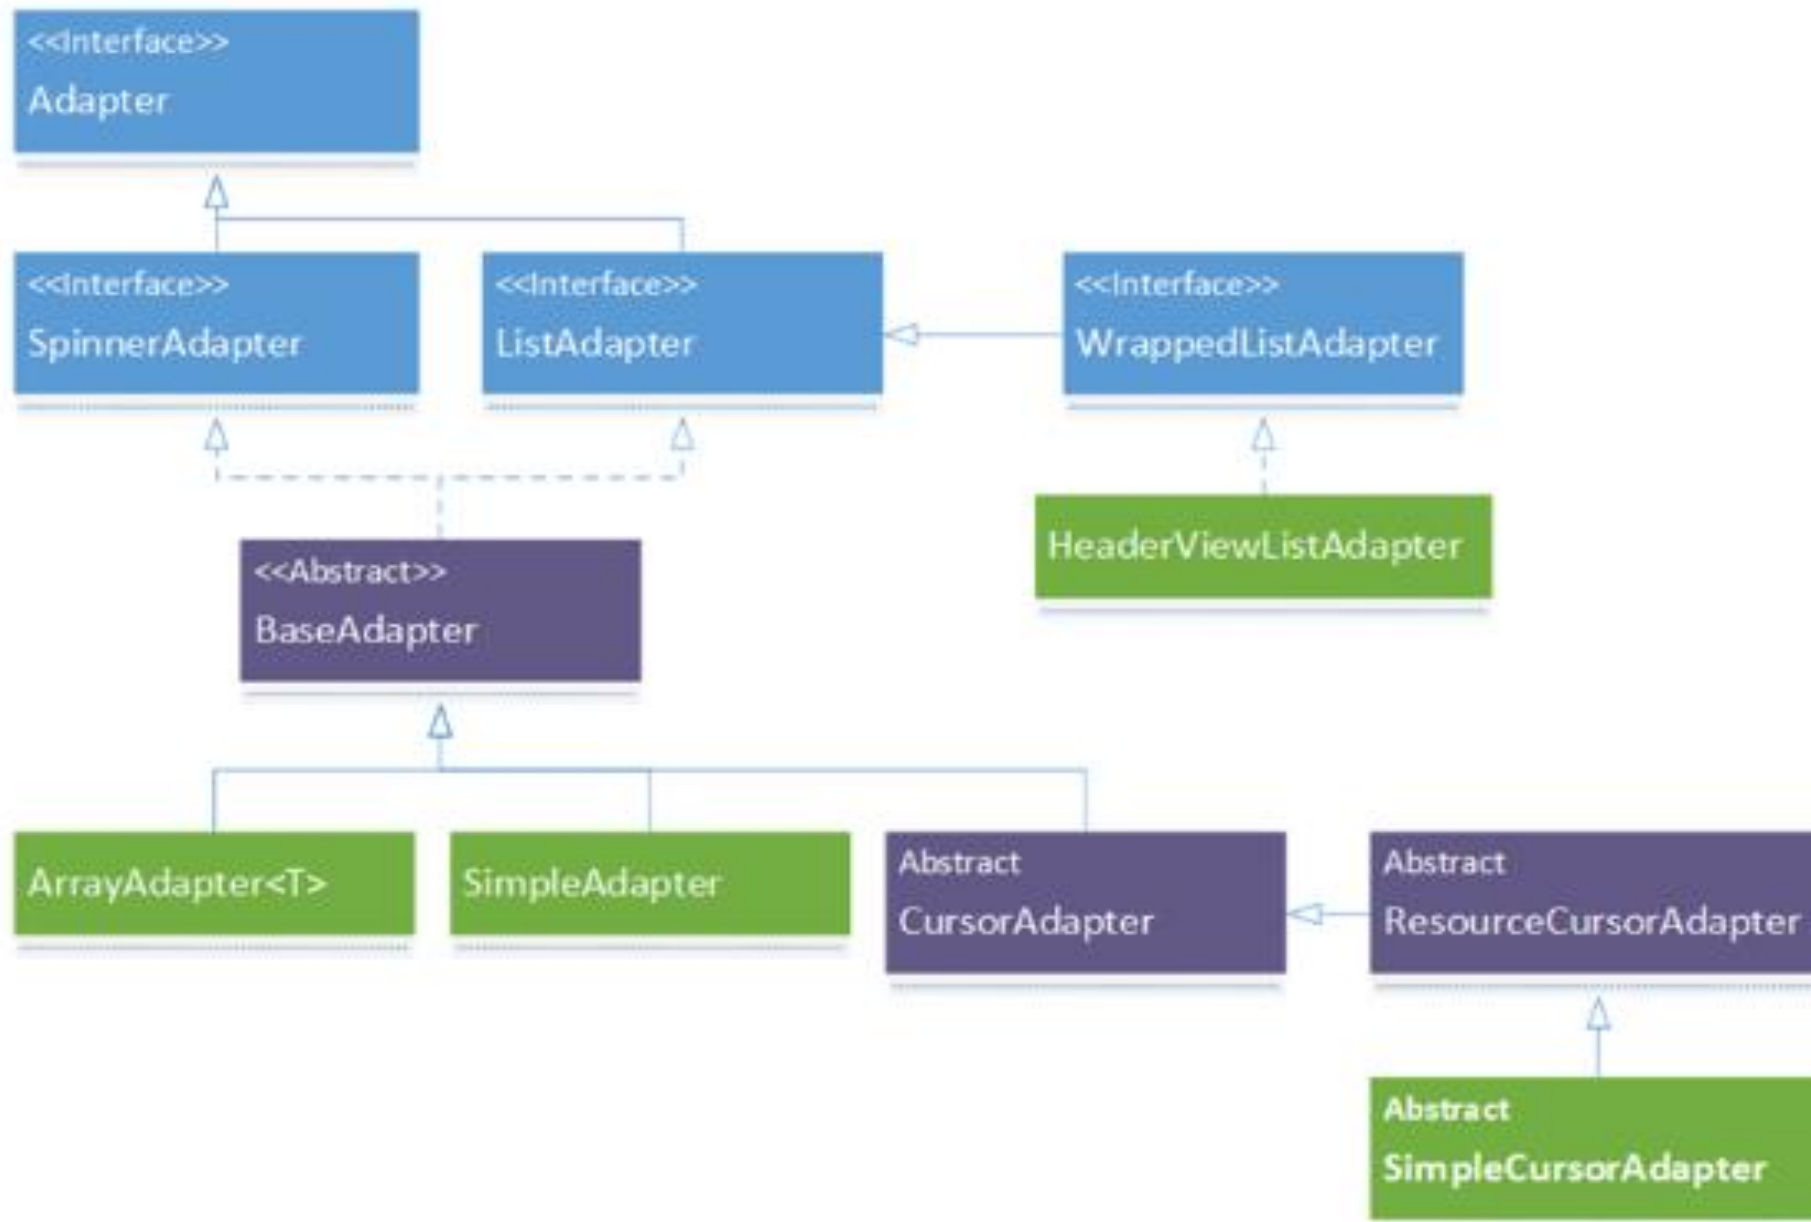 <<Interface>>
Adapter
<<Interface>>
SpinnerAdapter
<<Interface>>
ListAdapter
<<Interface>>
WrappedListAdapter
HeaderViewListAdapter
<<Abstract>>
BaseAdapter
ArrayAdapter<T>
SimpleAdapter
Abstract
CursorAdapter
Abstract
ResourceCursorAdapter
Abstract
SimpleCursorAdapter